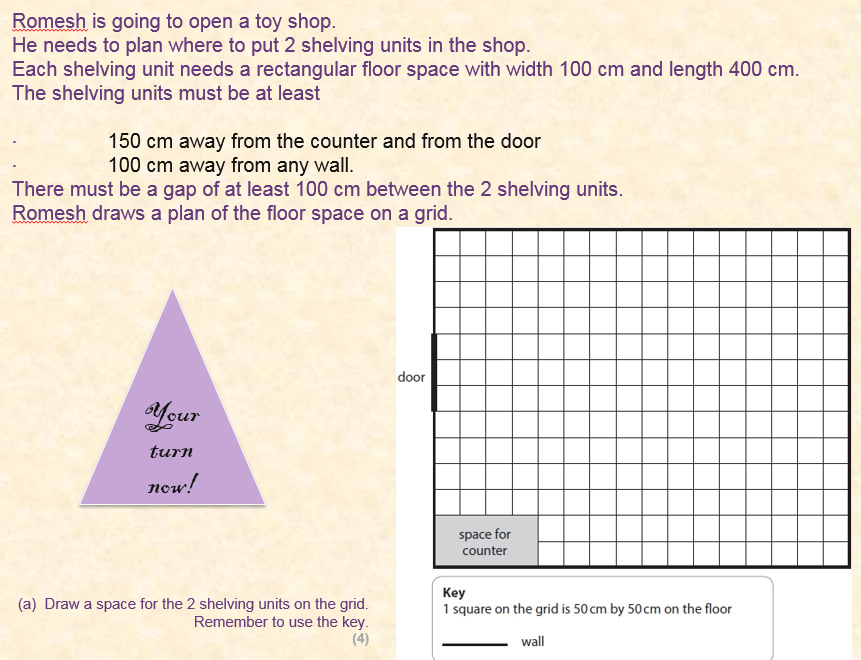 Romesh is going to open a toy shop.
He needs to plan where to put 2 shelving units in the shop.
Each shelving unit needs a rectangular floor space with width 100 cm and length 400 cm.
The shelving units must be at least
· 150 cm away from the counter and from the door
· 100 cm away from any wall.
There must be a gap of at least 100 cm between the 2 shelving units.
Romesh draws a plan of the floor space on a grid.
Your
turn
now!
door
space for
counter
(a) Draw a space for the 2 shelving units on the grid.
Remember to use the key.
(4)
Key
1 square on the grid is 50 cm by 50 cm on the floor
wall